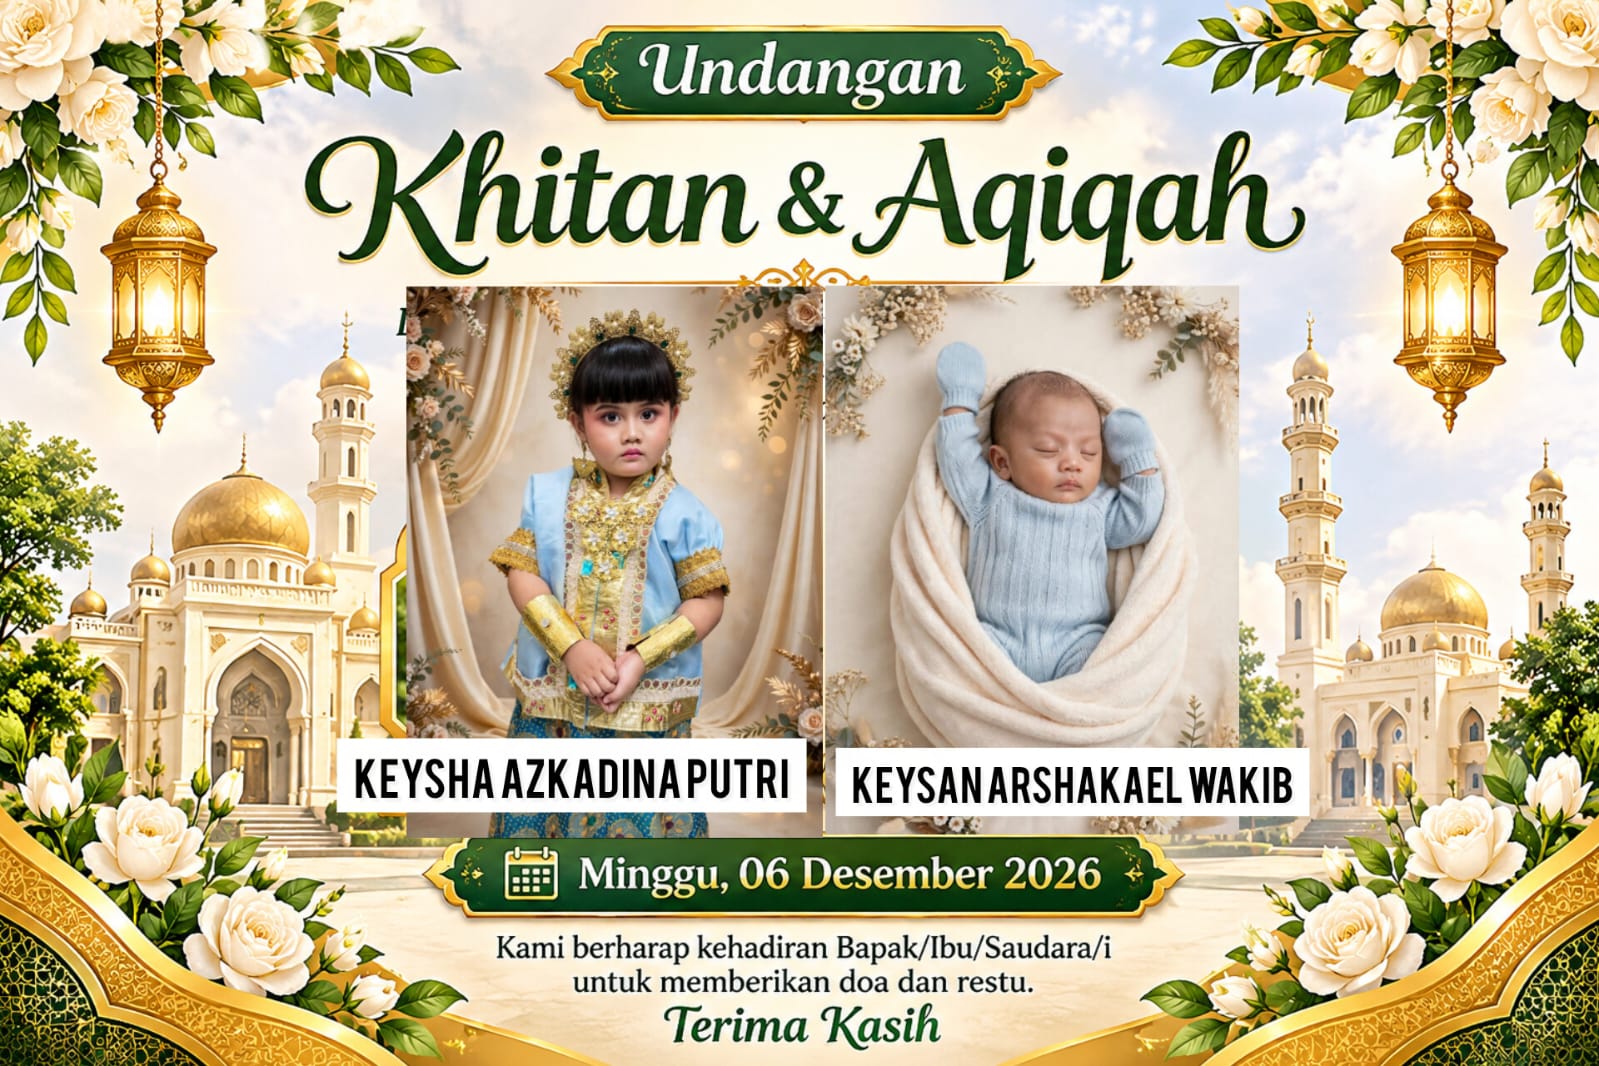 Undangan
Khitan & Aqiqah
KEYSHA AZKADINA PUTRI
KEYSAN ARSHAKAEL WAKIB
Minggu, 06 Desember 2026
Kami berharap kehadiran Bapak/Ibu/Saudara/i
untuk memberikan doa dan restu.
Terima Kasih